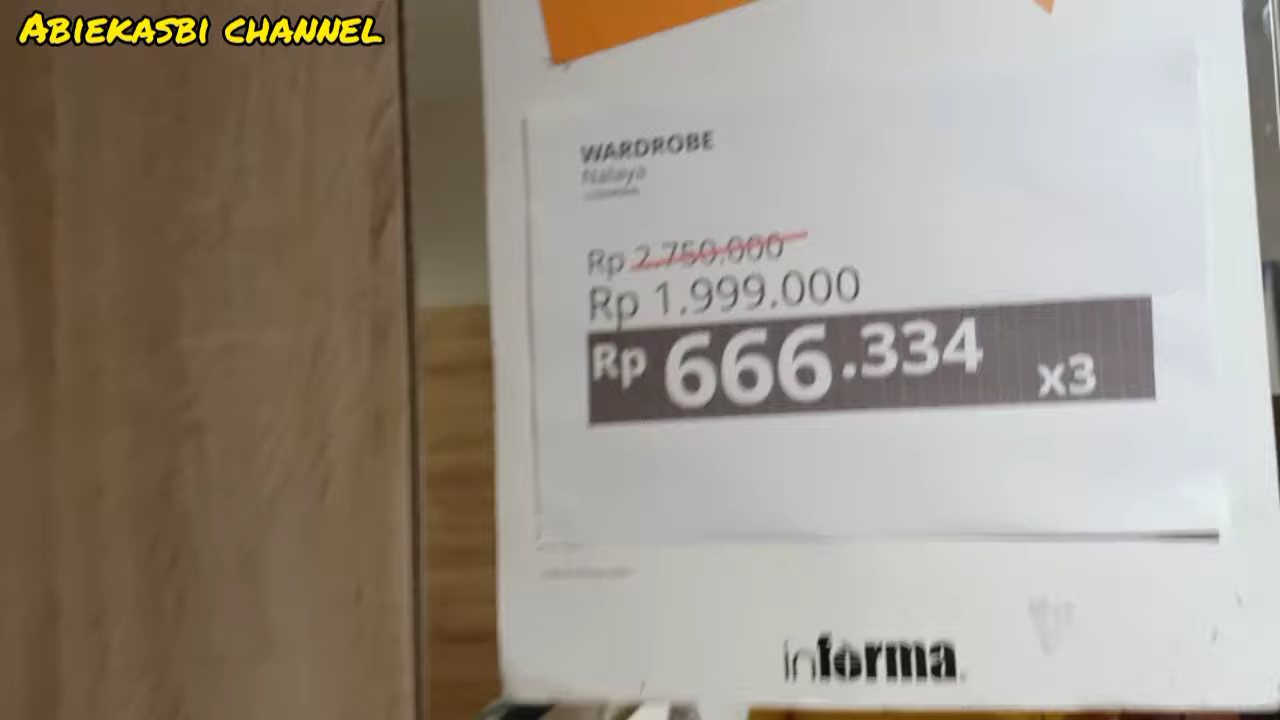 ABIEKASBI CHANNEL
WARDROBE
Nalaya
Rp 2.750.000
Rp 1.999.000
Rp 666.334 x3
informa